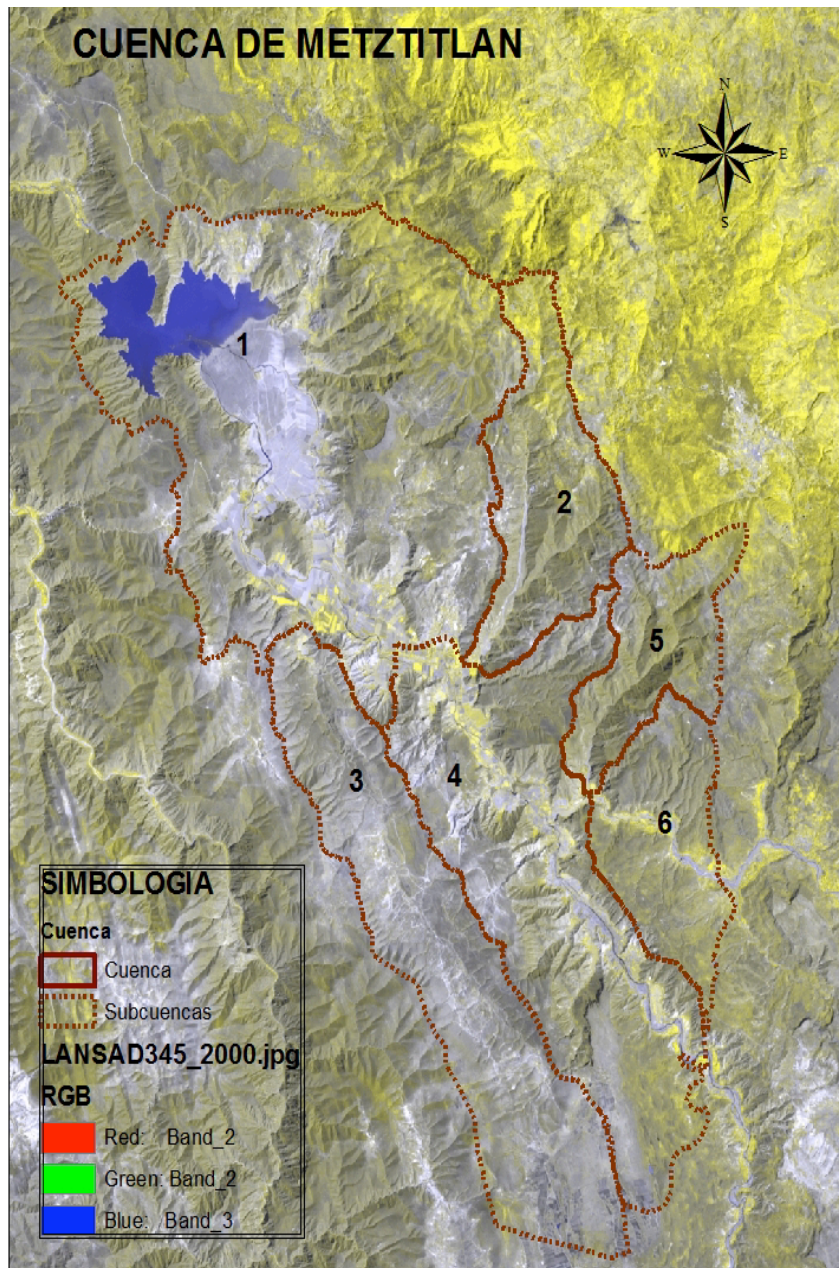 CUENCA DE METZTITLAN
N
W E
S
1
2
5
3
4
6
SIMBOLOGIA
Cuenca
Cuenca
Subcuencas
LANSAD345_2000.jpg
RGB
Red: Band_2
Green: Band_2
Blue: Band_3